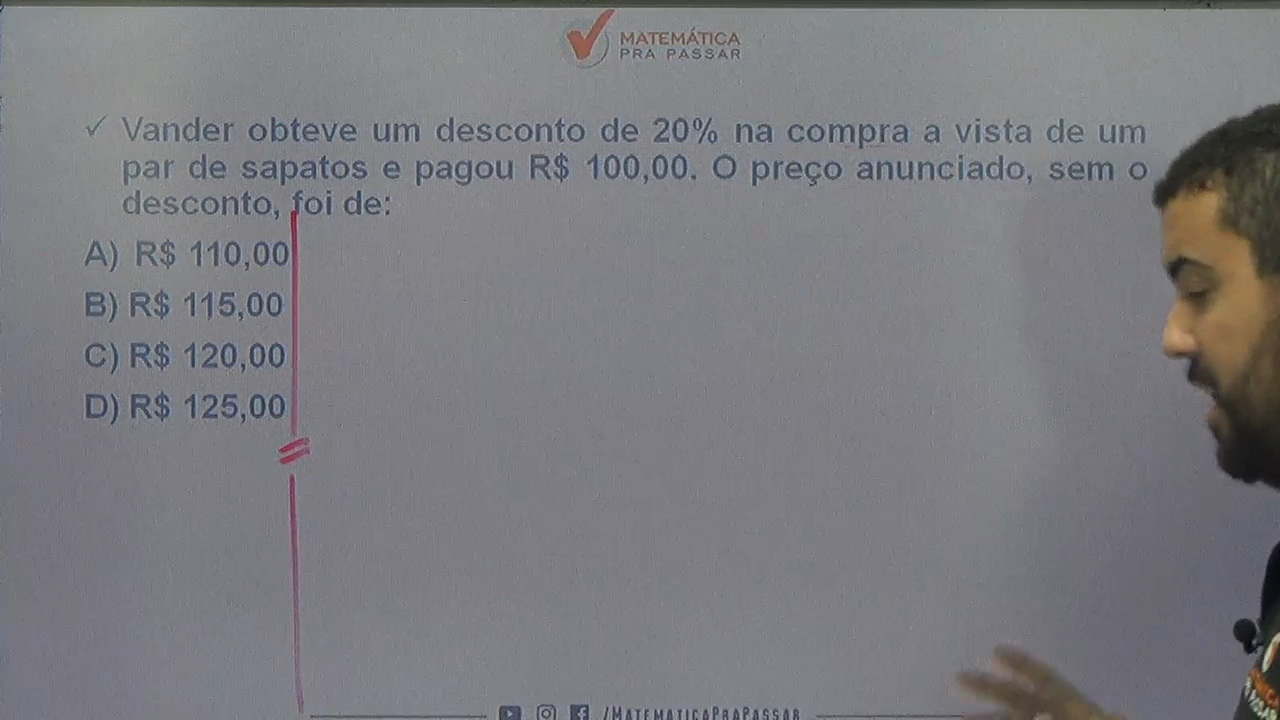 MATEMÁTICA
PRA PASSAR
✓ Vander obteve um desconto de 20% na compra a vista de um
par de sapatos e pagou R$ 100,00. O preço anunciado, sem o
desconto, foi de:
A) R$ 110,00
B) R$ 115,00
C) R$ 120,00
D) R$ 125,00
/MATEMATICAPRAPASSAR